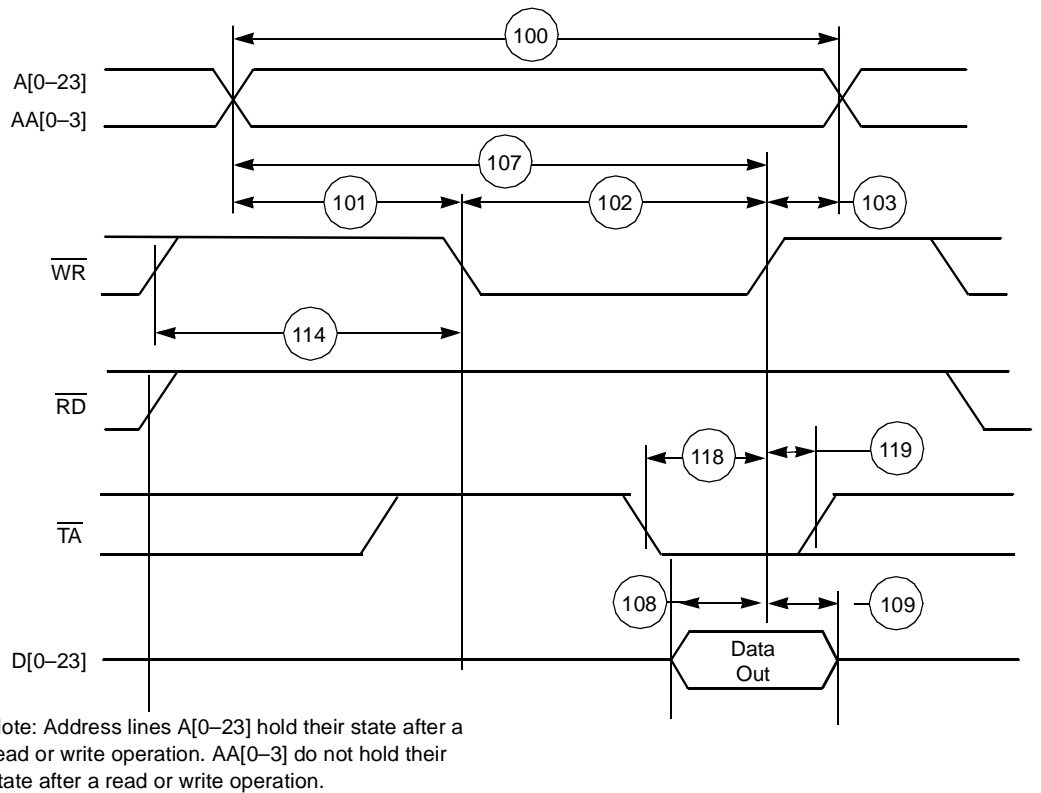 100
A[0–23]
AA[0–3]
107
101
102
103
WR
114
RD
118
119
TA
108
109
D[0–23]
Data
Out
ote: Address lines A[0–23] hold their state after a
ead or write operation. AA[0–3] do not hold their
tate after a read or write operation.